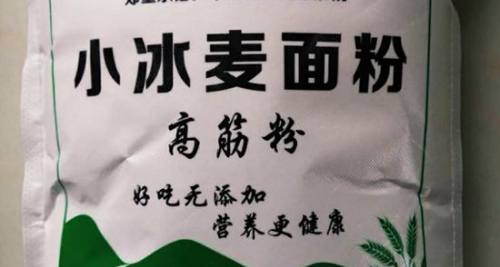 小冰麦面粉
高筋粉
好吃无添加
营养更健康